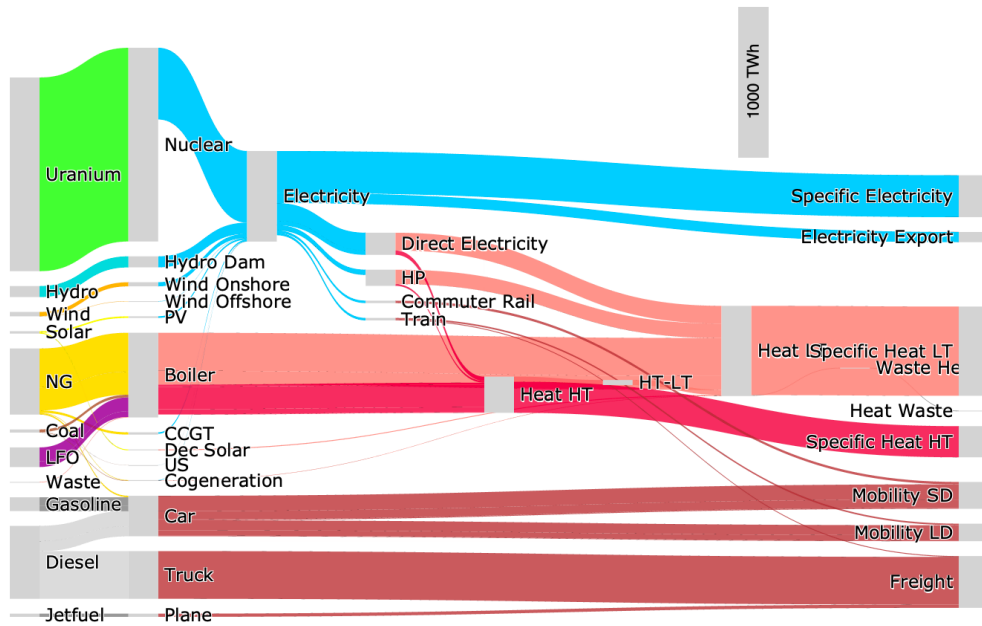 1000 TWh
Uranium
Nuclear
Electricity
Specific Electricity
Electricity Export
Direct Electricity
Hydro Dam
HP
Wind Onshore
Hydro
Wind Offshore
Commuter Rail
Wind
PV
Train
Solar
Heat LT
Specific Heat LT
Waste He
NG
Boiler
HT-LT
Heat HT
Heat Waste
Coal
CCGT
Specific Heat HT
Dec Solar
LFO
US
Waste
Cogeneration
Mobility SD
Gasoline
Car
Mobility LD
Diesel
Truck
Freight
Jetfuel
Plane